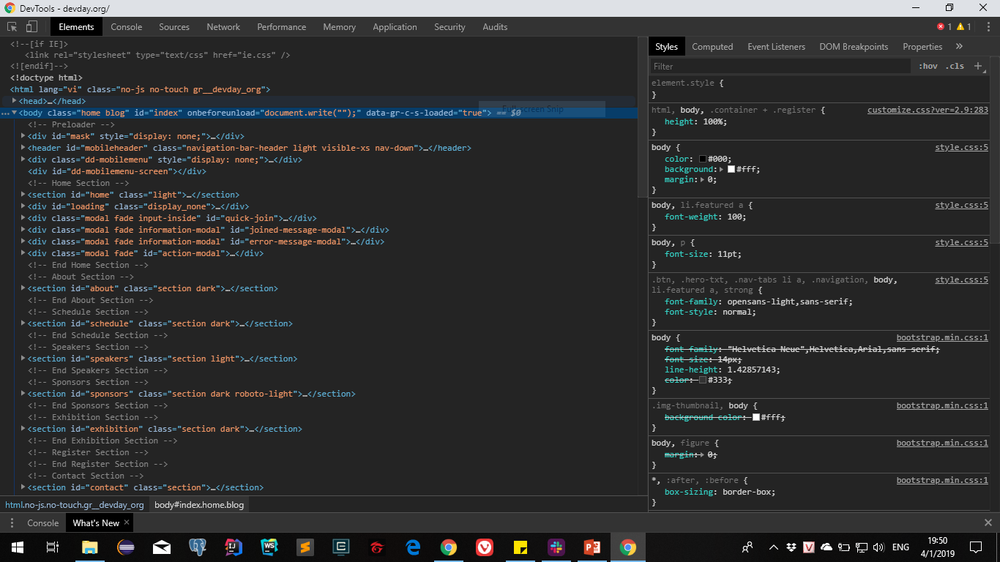 DevTools - devday.org/
Elements Console Sources Network Performance Memory Application Security Audits 1 1
<!--[if IE]>
<link rel="stylesheet" type="text/css" href="ie.css" />
<![endif]-->
<!doctype html>
<html lang="vi" class="no-js no-touch gr__devday_org">
<head>…</head>
<body class="home blog" id="index" onbeforeunload="document.write("");" data-gr-c-s-loaded="true"> == $0
Full-screen Snip
<!-- Preloader -->
<div id="mask" style="display: none;">…</div>
<header id="mobileheader" class="navigation-bar-header light visible-xs nav-down">…</header>
<div class="dd-mobilemenu" style="display: none;">…</div>
<div id="dd-mobilemenu-screen"></div>
<!-- Home Section -->
<section id="home" class="light">…</section>
<div id="loading" class="display_none">…</div>
<div class="modal fade input-inside" id="quick-join">…</div>
<div class="modal fade information-modal" id="joined-message-modal">…</div>
<div class="modal fade information-modal" id="error-message-modal">…</div>
<div class="modal fade" id="action-modal">…</div>
<!-- End Home Section -->
<!-- About Section -->
<section id="about" class="section dark">…</section>
<!-- End About Section -->
<!-- Schedule Section -->
<section id="schedule" class="section dark">…</section>
<!-- End Schedule Section -->
<!-- Speakers Section -->
<section id="speakers" class="section light">…</section>
<!-- End Speakers Section -->
<!-- Sponsors Section -->
<section id="sponsors" class="section dark roboto-light">…</section>
<!-- End Sponsors Section -->
<!-- Exhibition Section -->
<section id="exhibition" class="section dark">…</section>
<!-- End Exhibition Section -->
<!-- Register Section -->
<!-- End Register Section -->
<!-- Contact Section -->
<section id="contact" class="section">…</section>
html.no-js.no-touch.gr__devday_org body#index.home.blog
Styles Computed Event Listeners DOM Breakpoints Properties »
Filter :hov .cls +
element.style {
}
html, body, .container + .register { customize.css?ver=2.9:283
height: 100%;
}
body { style.css:5
color: #000;
background: #fff;
margin: 0;
}
body, li.featured a { style.css:5
font-weight: 100;
}
body, p { style.css:5
font-size: 11pt;
}
.btn, .hero-txt, .nav-tabs li a, .navigation, body, style.css:5
li.featured a, strong {
font-family: opensans-light,sans-serif;
font-style: normal;
}
body { bootstrap.min.css:1
font-family: "Helvetica Neue",Helvetica,Arial,sans-serif;
font-size: 14px;
line-height: 1.42857143;
color: #333;
}
.img-thumbnail, body { bootstrap.min.css:1
background-color: #fff;
}
body, figure { bootstrap.min.css:1
margin: 0;
}
*, :after, :before { bootstrap.min.css:1
box-sizing: border-box;
}
Console What's New
ENG 19:50
4/1/2019